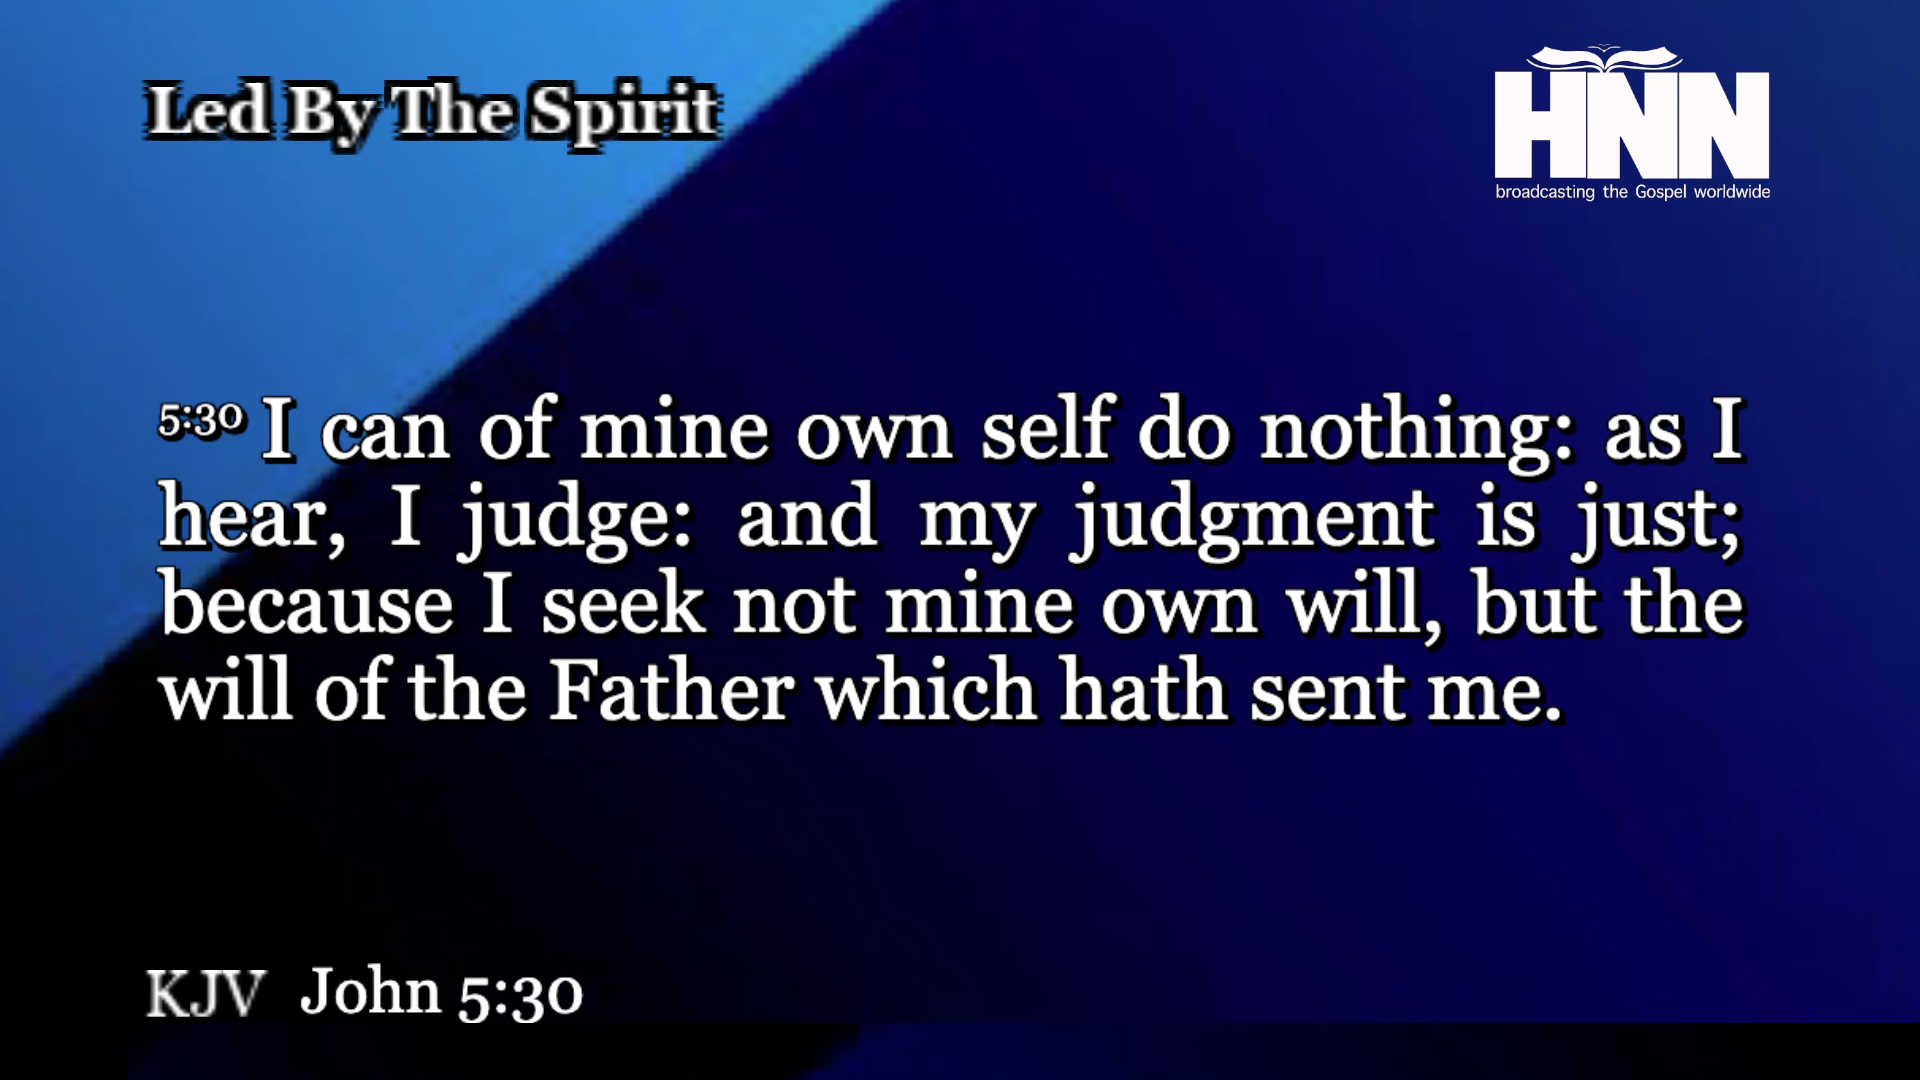 Led By The Spirit
HNN
broadcasting the Gospel worldwide
5:30 I can of mine own self do nothing: as I
hear, I judge: and my judgment is just;
because I seek not mine own will, but the
will of the Father which hath sent me.
KJV John 5:30